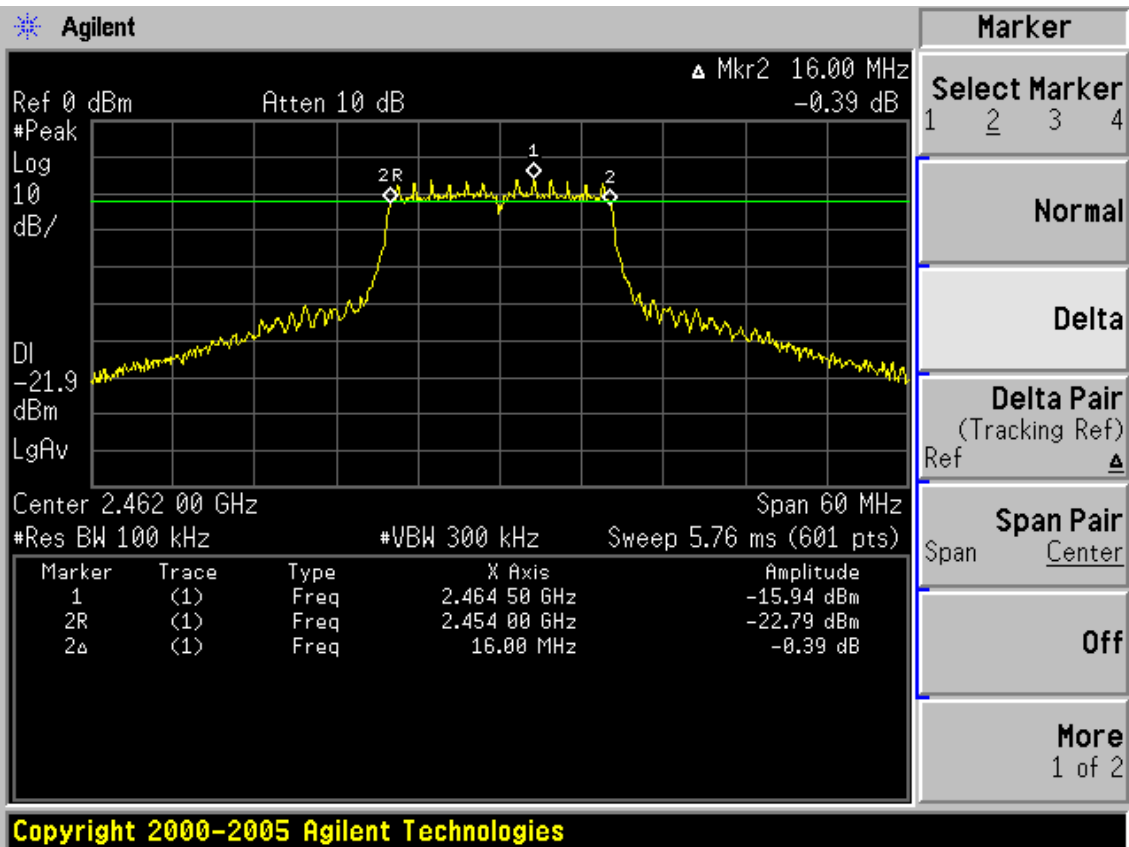 Agilent
Marker
Δ Mkr2 16.00 MHz
Ref 0 dBm Atten 10 dB -0.39 dB
#Peak
Log
10
dB/
1
2R
2
DI
-21.9
dBm
LgAv
Center 2.462 00 GHz Span 60 MHz
#Res BW 100 kHz #VBW 300 kHz Sweep 5.76 ms (601 pts)
Marker Trace Type X Axis Amplitude
1 (1) Freq 2.464 50 GHz -15.94 dBm
2R (1) Freq 2.454 00 GHz -22.79 dBm
2Δ (1) Freq 16.00 MHz -0.39 dB
Select Marker
1 2 3 4
Normal
Delta
Delta Pair
(Tracking Ref)
Ref Δ
Span Pair
Span Center
Off
More
1 of 2
Copyright 2000-2005 Agilent Technologies